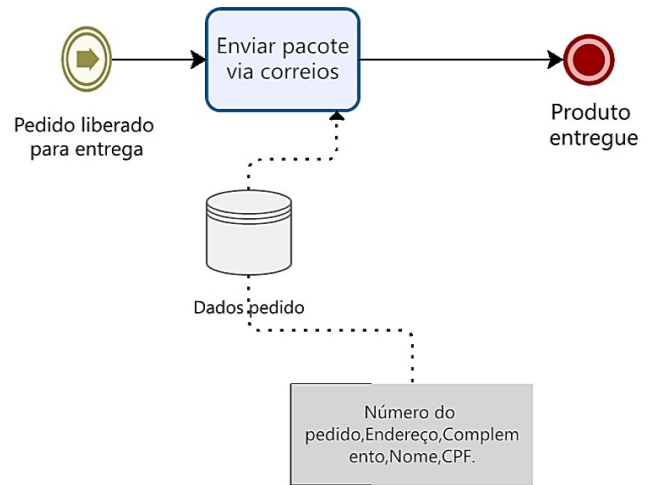 Enviar pacote
via correios
Pedido liberado
para entrega
Produto
entregue
Dados pedido
Número do
pedido,Endereço,Complem
ento,Nome,CPF.